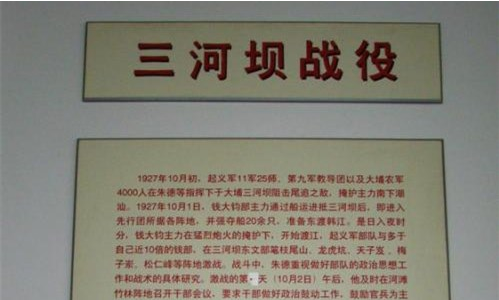 三河坝战役
1927年10月初，起义军11军25师、第九军教导团以及大埔农军
4000人在朱德等指挥下于大埔三河坝阻击尾追之敌，掩护主力南下潮
汕。1927年10月1日，钱大钧部主力通过船运进抵三河坝后，即进入
先行团所据各阵地，并强夺船20余只，准备东渡韩江。是日入夜时
分，钱大钧部主力在猛烈炮火的掩护下，开始渡江，起义军部队与多于
自己近10倍的钱部，在三河坝东文部笔枝尾山、龙虎坑、天子岌、梅
子岽、松仁峰等阵地激战。战斗中，朱德重视做好部队的政治思想工
作和战术的具体研究。激战的第 天（10月2日）午后，他及时在河滩
竹林阵地召开干部会议，要求干部做好政治鼓动工作，鼓励官兵为主